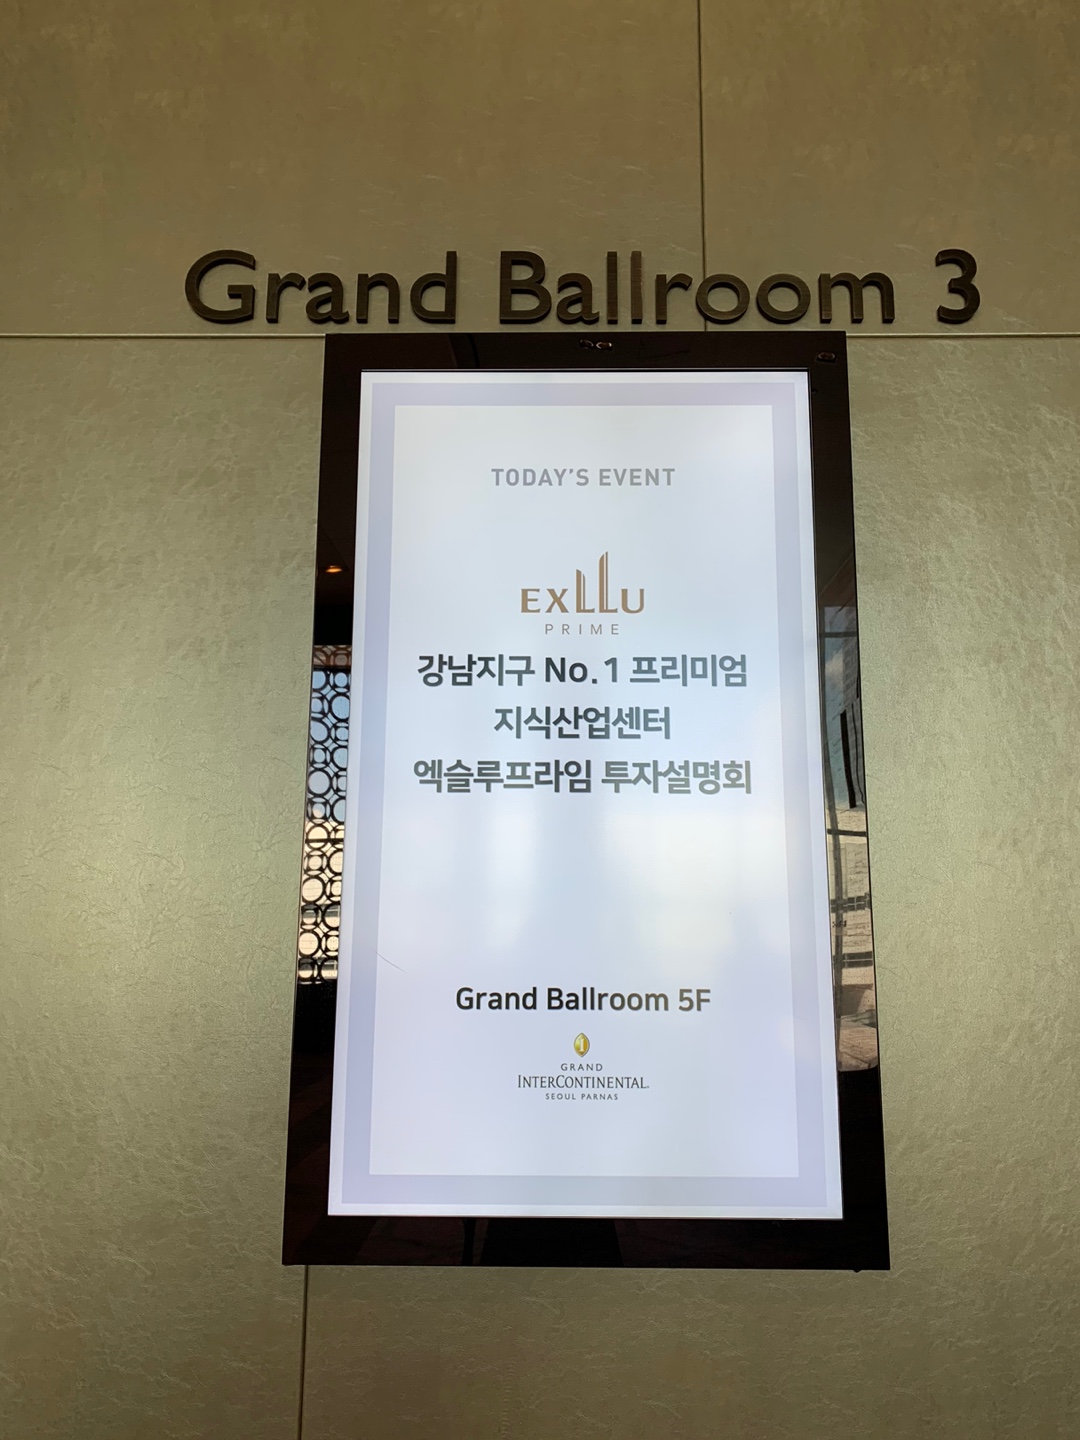 Grand Ballroom 3
TODAY'S EVENT
EXLLU
PRIME
강남지구 No.1 프리미엄
지식산업센터
엑슬루프라임 투자설명회
Grand Ballroom 5F
1
GRAND
INTERCONTINENTAL.
SEOUL PARNAS